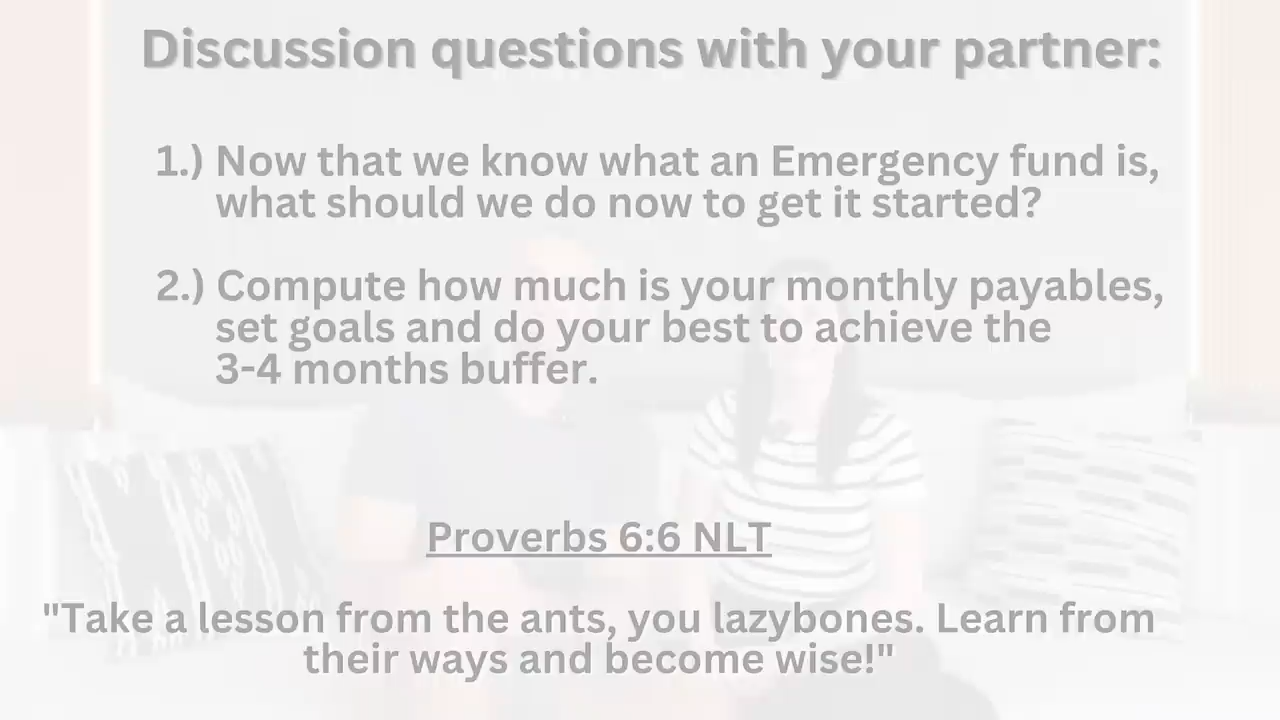 Discussion questions with your partner:
1.) Now that we know what an Emergency fund is,
what should we do now to get it started?
2.) Compute how much is your monthly payables,
set goals and do your best to achieve the
3-4 months buffer.
Proverbs 6:6 NLT
"Take a lesson from the ants, you lazybones. Learn from
their ways and become wise!"